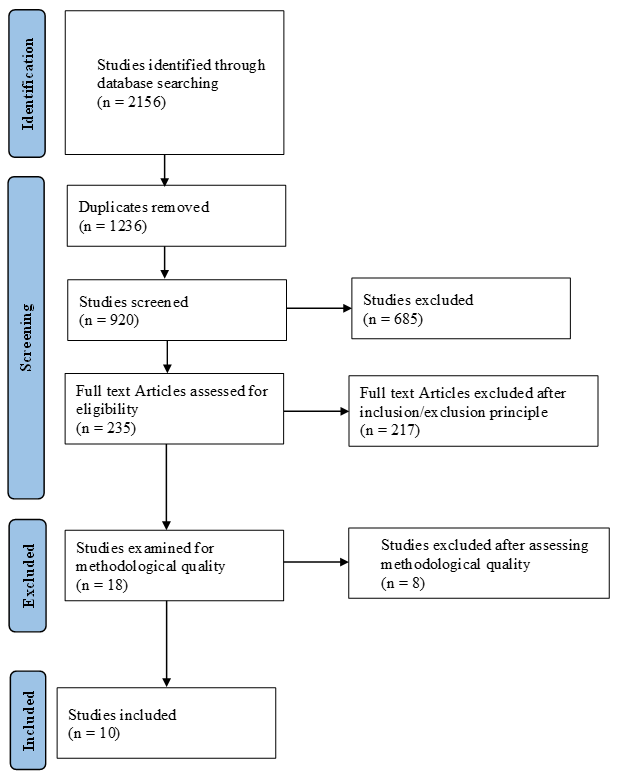 Identification
Studies identified through
database searching
(n = 2156)
Screening
Duplicates removed
(n = 1236)
Studies screened
(n = 920)
Studies excluded
(n = 685)
Full text Articles assessed for
eligibility
(n = 235)
Full text Articles excluded after
inclusion/exclusion principle
(n = 217)
Excluded
Studies examined for
methodological quality
(n = 18)
Studies excluded after assessing
methodological quality
(n = 8)
Included
Studies included
(n = 10)